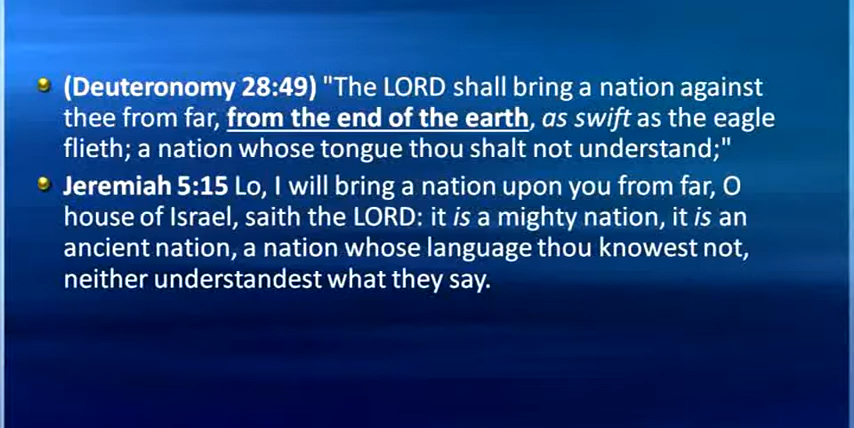 (Deuteronomy 28:49) "The LORD shall bring a nation against
thee from far, from the end of the earth, as swift as the eagle
flieth; a nation whose tongue thou shalt not understand;"
Jeremiah 5:15 Lo, I will bring a nation upon you from far, O
house of Israel, saith the LORD: it is a mighty nation, it is an
ancient nation, a nation whose language thou knowest not,
neither understandest what they say.